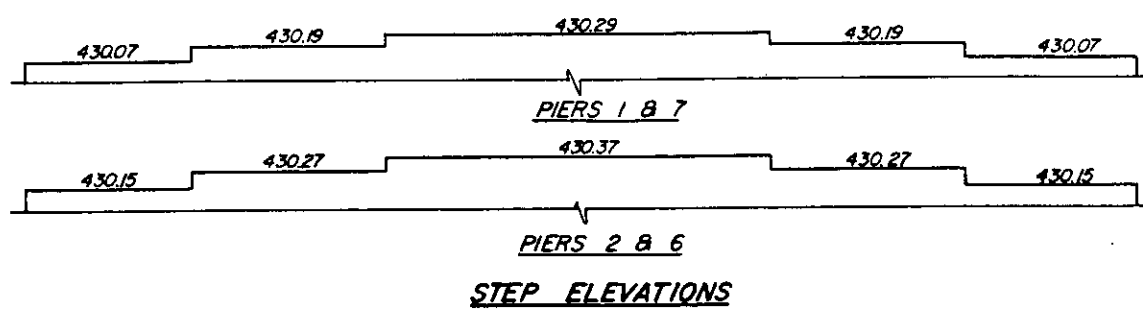 430.07 430.19 430.29 430.19 430.07
PIERS 1 & 7
430.15 430.27 430.37 430.27 430.15
PIERS 2 & 6
STEP ELEVATIONS